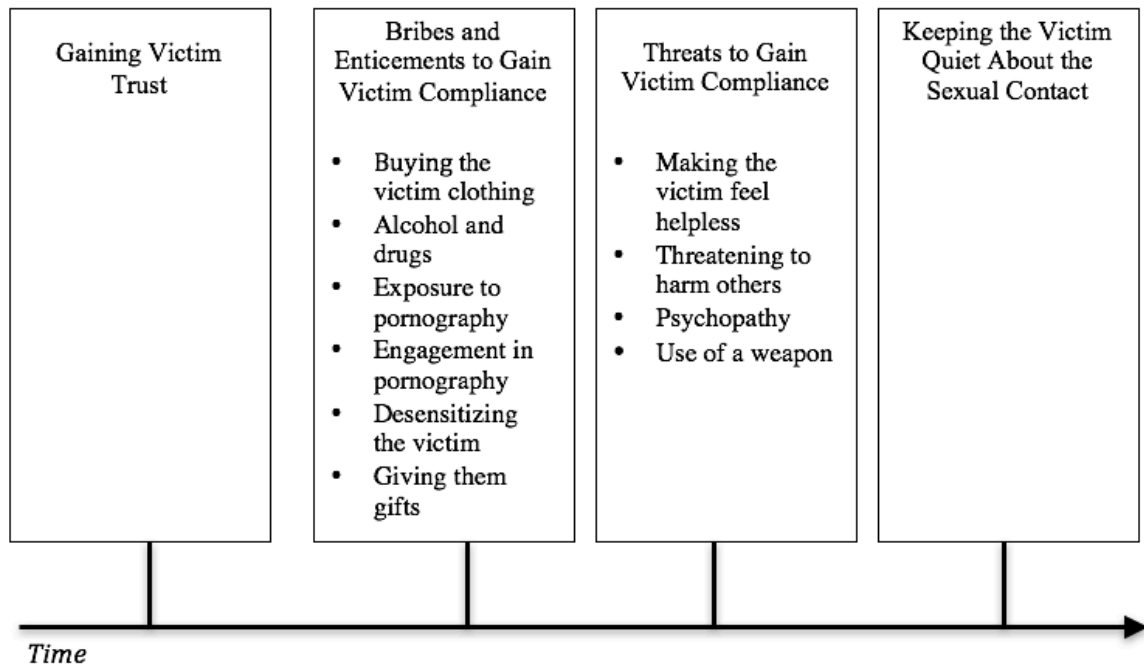 Gaining Victim
Trust
Bribes and
Enticements to Gain
Victim Compliance
• Buying the
victim clothing
• Alcohol and
drugs
• Exposure to
pornography
• Engagement in
pornography
• Desensitizing
the victim
• Giving them
gifts
Threats to Gain
Victim Compliance
• Making the
victim feel
helpless
• Threatening to
harm others
• Psychopathy
• Use of a weapon
Keeping the Victim
Quiet About the
Sexual Contact
Time